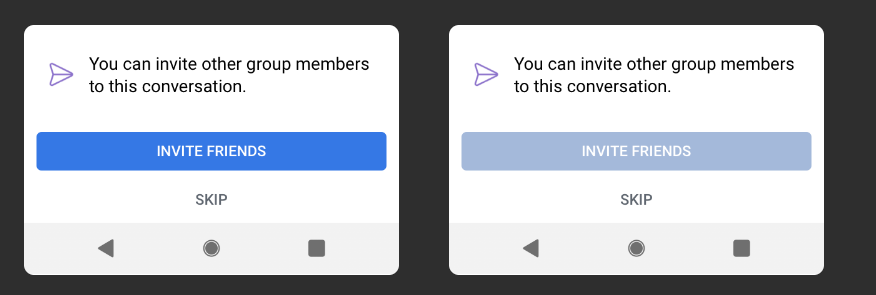 You can invite other group members
to this conversation.
INVITE FRIENDS
SKIP
You can invite other group members
to this conversation.
INVITE FRIENDS
SKIP